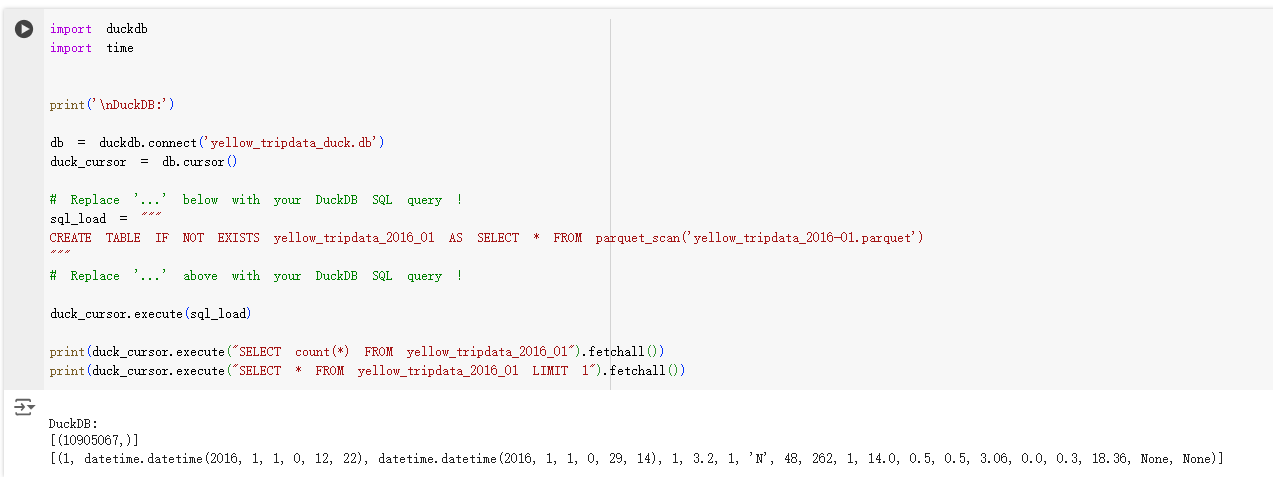 import duckdb
import time
print('\nDuckDB:')
db = duckdb.connect('yellow_tripdata_duck.db')
duck_cursor = db.cursor()
# Replace '...' below with your DuckDB SQL query !
sql_load = """
CREATE TABLE IF NOT EXISTS yellow_tripdata_2016_01 AS SELECT * FROM parquet_scan('yellow_tripdata_2016-01.parquet')
"""
# Replace '...' above with your DuckDB SQL query !
duck_cursor.execute(sql_load)
print(duck_cursor.execute("SELECT count(*) FROM yellow_tripdata_2016_01").fetchall())
print(duck_cursor.execute("SELECT * FROM yellow_tripdata_2016_01 LIMIT 1").fetchall())
DuckDB:
[(10905067,)]
[(1, datetime.datetime(2016, 1, 1, 0, 12, 22), datetime.datetime(2016, 1, 1, 0, 29, 14), 1, 3.2, 1, 'N', 48, 262, 1, 14.0, 0.5, 0.5, 3.06, 0.0, 0.3, 18.36, None, None)]